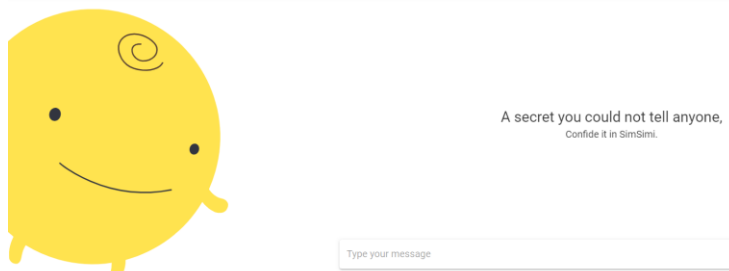 A secret you could not tell anyone,
Confide it in SimSimi.
Type your message